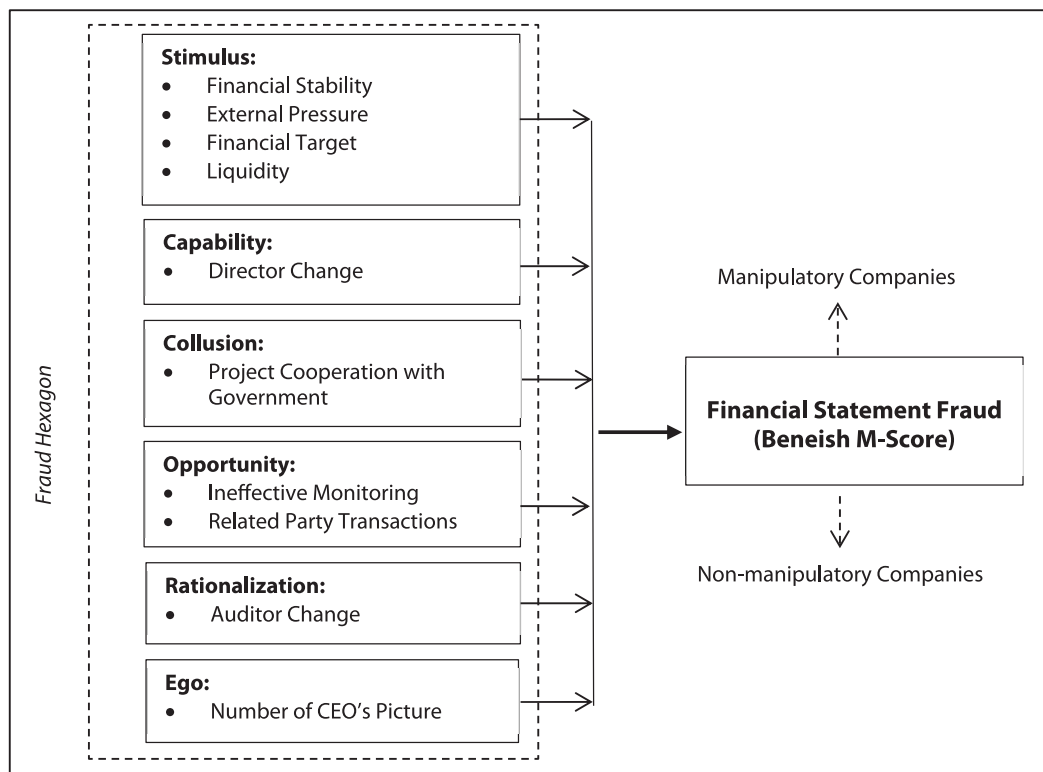 Fraud Hexagon
Stimulus:
• Financial Stability
• External Pressure
• Financial Target
• Liquidity
Capability:
• Director Change
Collusion:
• Project Cooperation with
Government
Opportunity:
• Ineffective Monitoring
• Related Party Transactions
Rationalization:
• Auditor Change
Ego:
• Number of CEO's Picture
Manipulatory Companies
Financial Statement Fraud
(Beneish M-Score)
Non-manipulatory Companies